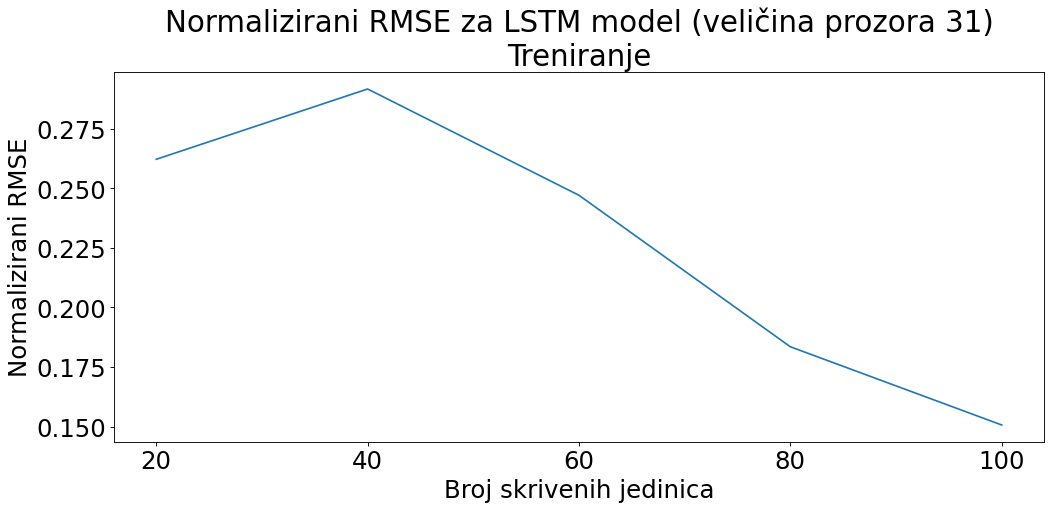 Normalizirani RMSE za LSTM model (veličina prozora 31)
Treniranje
Normalizirani RMSE
0.275
0.250
0.225
0.200
0.175
0.150
20 40 60 80 100
Broj skrivenih jedinica